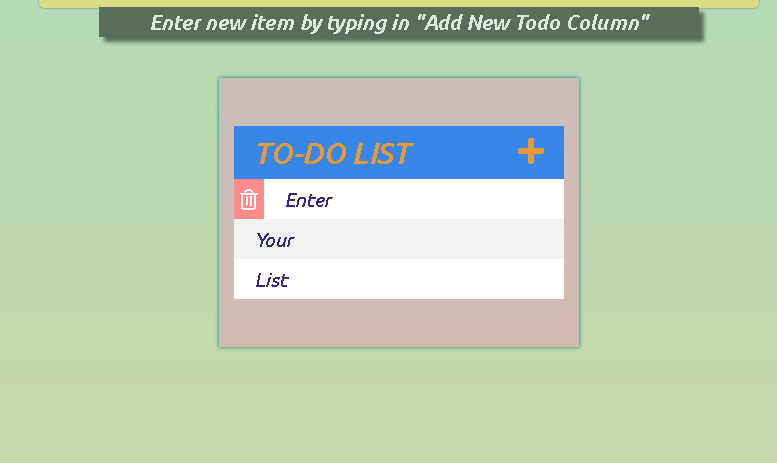 Enter new item by typing in "Add New Todo Column"
TO-DO LIST
Enter
Your
List